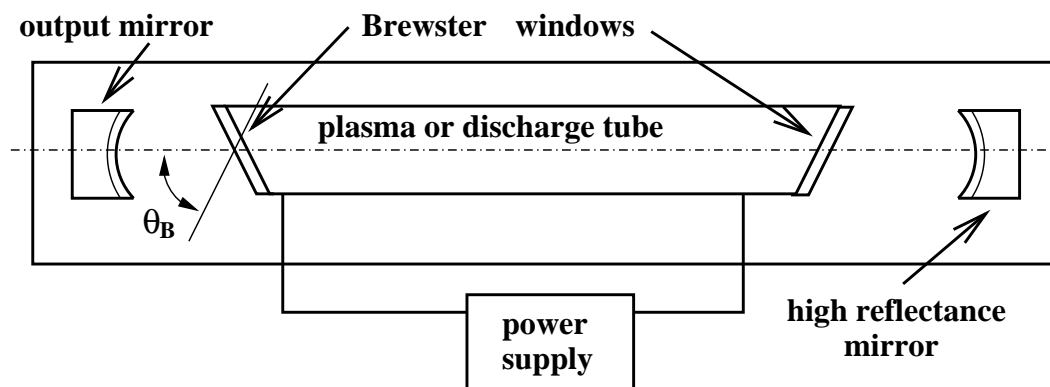 output mirror
Brewster windows
plasma or discharge tube
θB
power
supply
high reflectance
mirror